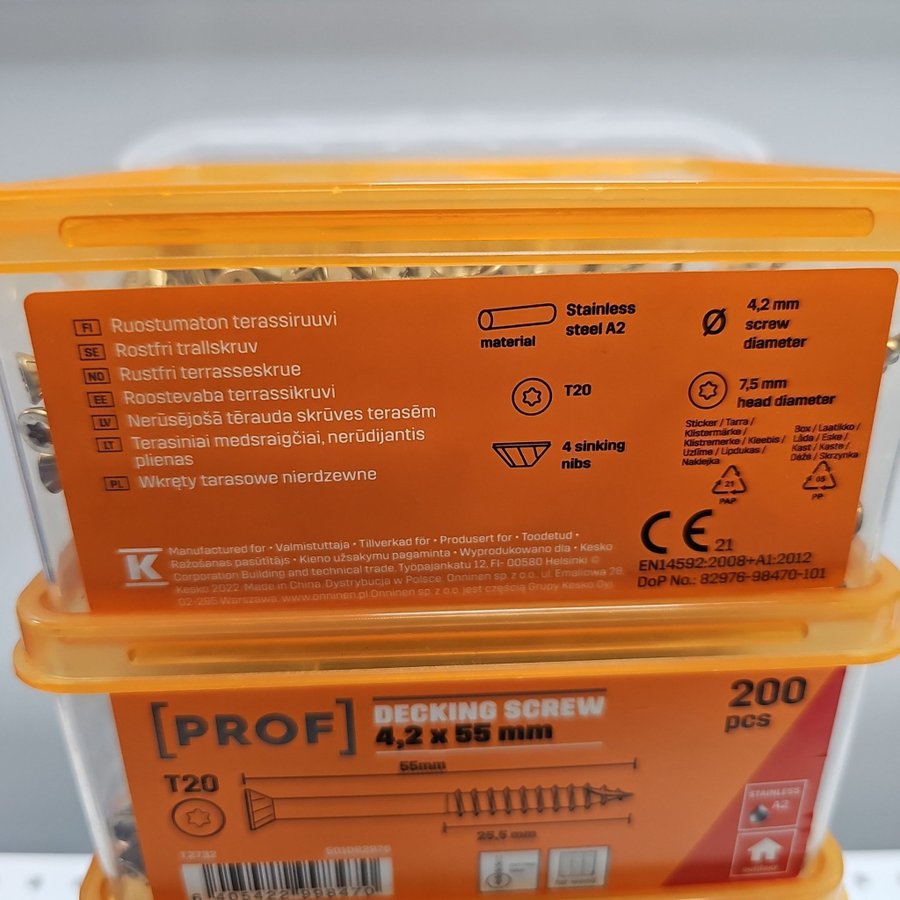 FI Ruostumaton terassiruuvi
SE Rostfri trallskruv
NO Rustfri terrasseskrue
EE Roostevaba terrassikruvi
LV Nerūsējošā tērauda skrūves terasēm
LT Terasiniai medsraigčiai, nerūdijantis
plienas
PL Wkręty tarasowe nierdzewne
material
Stainless
steel A2
T20
4 sinking
nibs
4,2 mm
screw
diameter
7,5 mm
head diameter
Sticker / Tarra /
Klistermärke /
Klistremerke / Kleebis /
Uzlīme / Lipdukas /
Naklejka
21
PAP
Box / Laatikko /
Låda / Eske /
Kast / Kaste /
Dėžė / Skrzynka
05
PP
K
Manufactured for • Valmistuttaja • Tillverkad för • Produsert for • Toodetud •
Ražošanas pasūtītājs • Kieno užsakymu pagaminta • Wyprodukowano dla • Kesko
Corporation Building and technical trade, Työpajankatu 12, FI- 00580 Helsinki ©
Kesko 2022. Made in China. Dystrybucja w Polsce: Onninen sp z o.o. ul. Emaliowa 28,
02-295 Warszawa. www.onninen.pl Onninen sp z o.o. jest częścią Grupy Kesko Oyj
CE 21
EN14592:2008+A1:2012
DoP No.: 82976-98470-101
[PROF]
DECKING SCREW
4,2 x 55 mm
200
pcs
T20
55mm
25,5 mm
STAINLESS
A2
T2732
501082976
6 405422 998470